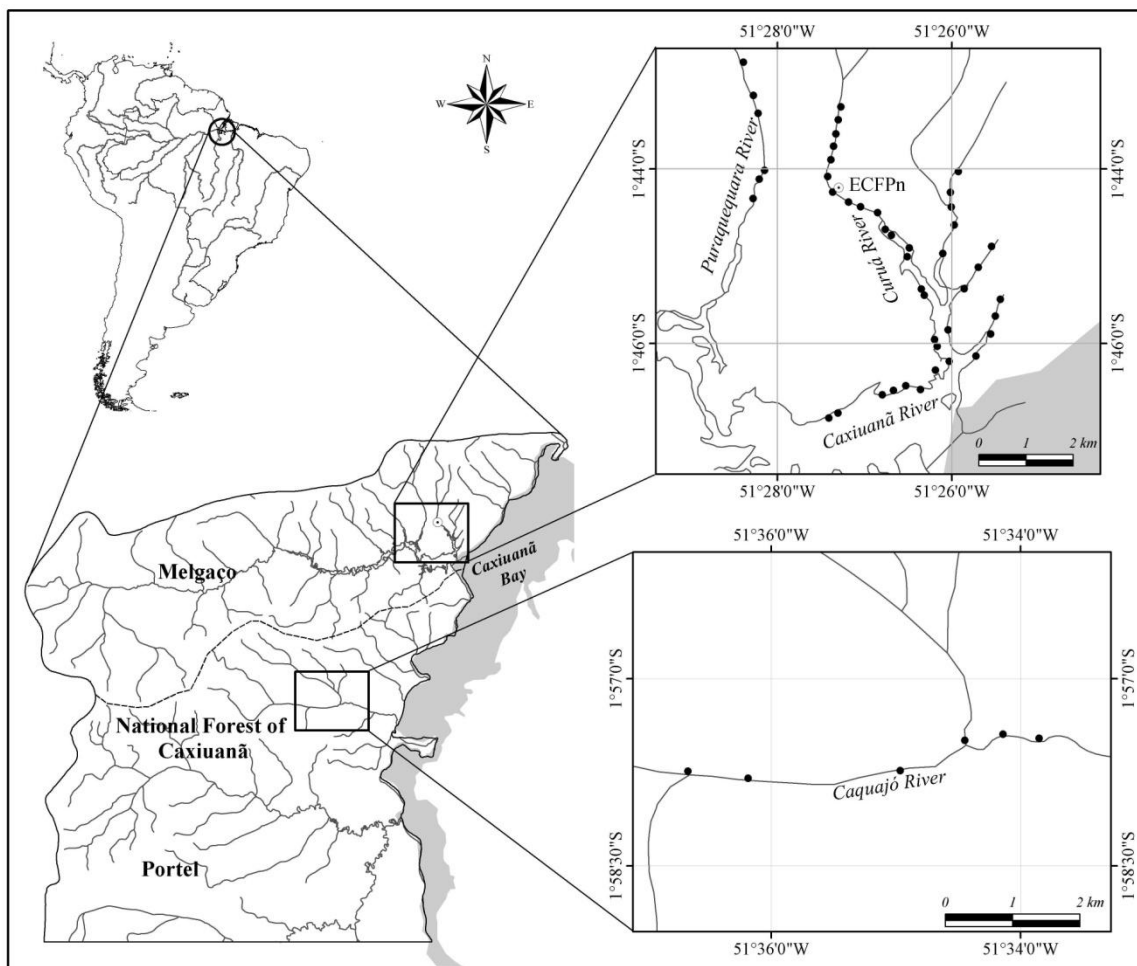 N
W
E
S
51°28'0"W
51°26'0"W
1°44'0"S
1°44'0"S
1°46'0"S
1°46'0"S
ECFPn
Puraquequara River
Curuá River
Caxiuanã River
0 1 2 km
51°28'0"W
51°26'0"W
Melgaço
Caxiuanã
Bay
National Forest of
Caxiuanã
Portel
51°36'0"W
51°34'0"W
1°57'0"S
1°57'0"S
Caquajó River
1°58'30"S
1°58'30"S
0 1 2 km
51°36'0"W
51°34'0"W